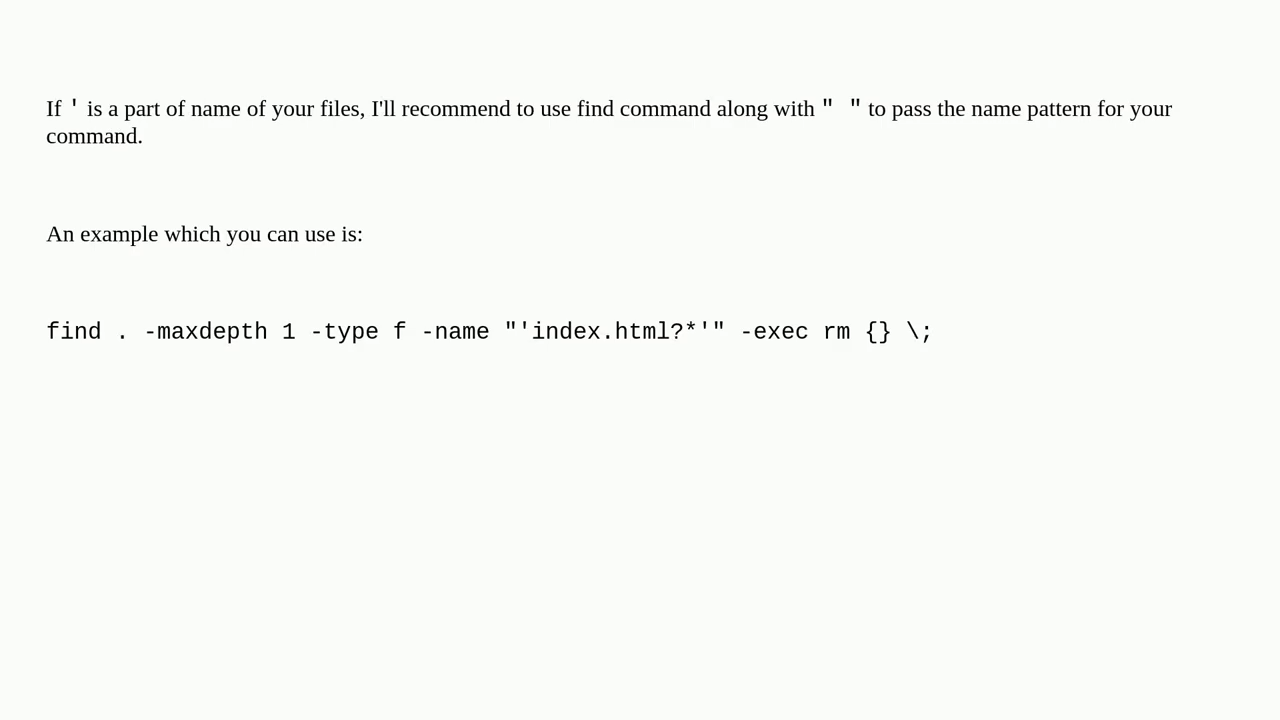 If ' is a part of name of your files, I'll recommend to use find command along with " " to pass the name pattern for your
command.
An example which you can use is:
find . -maxdepth 1 -type f -name "'index.html?*'" -exec rm {} \;